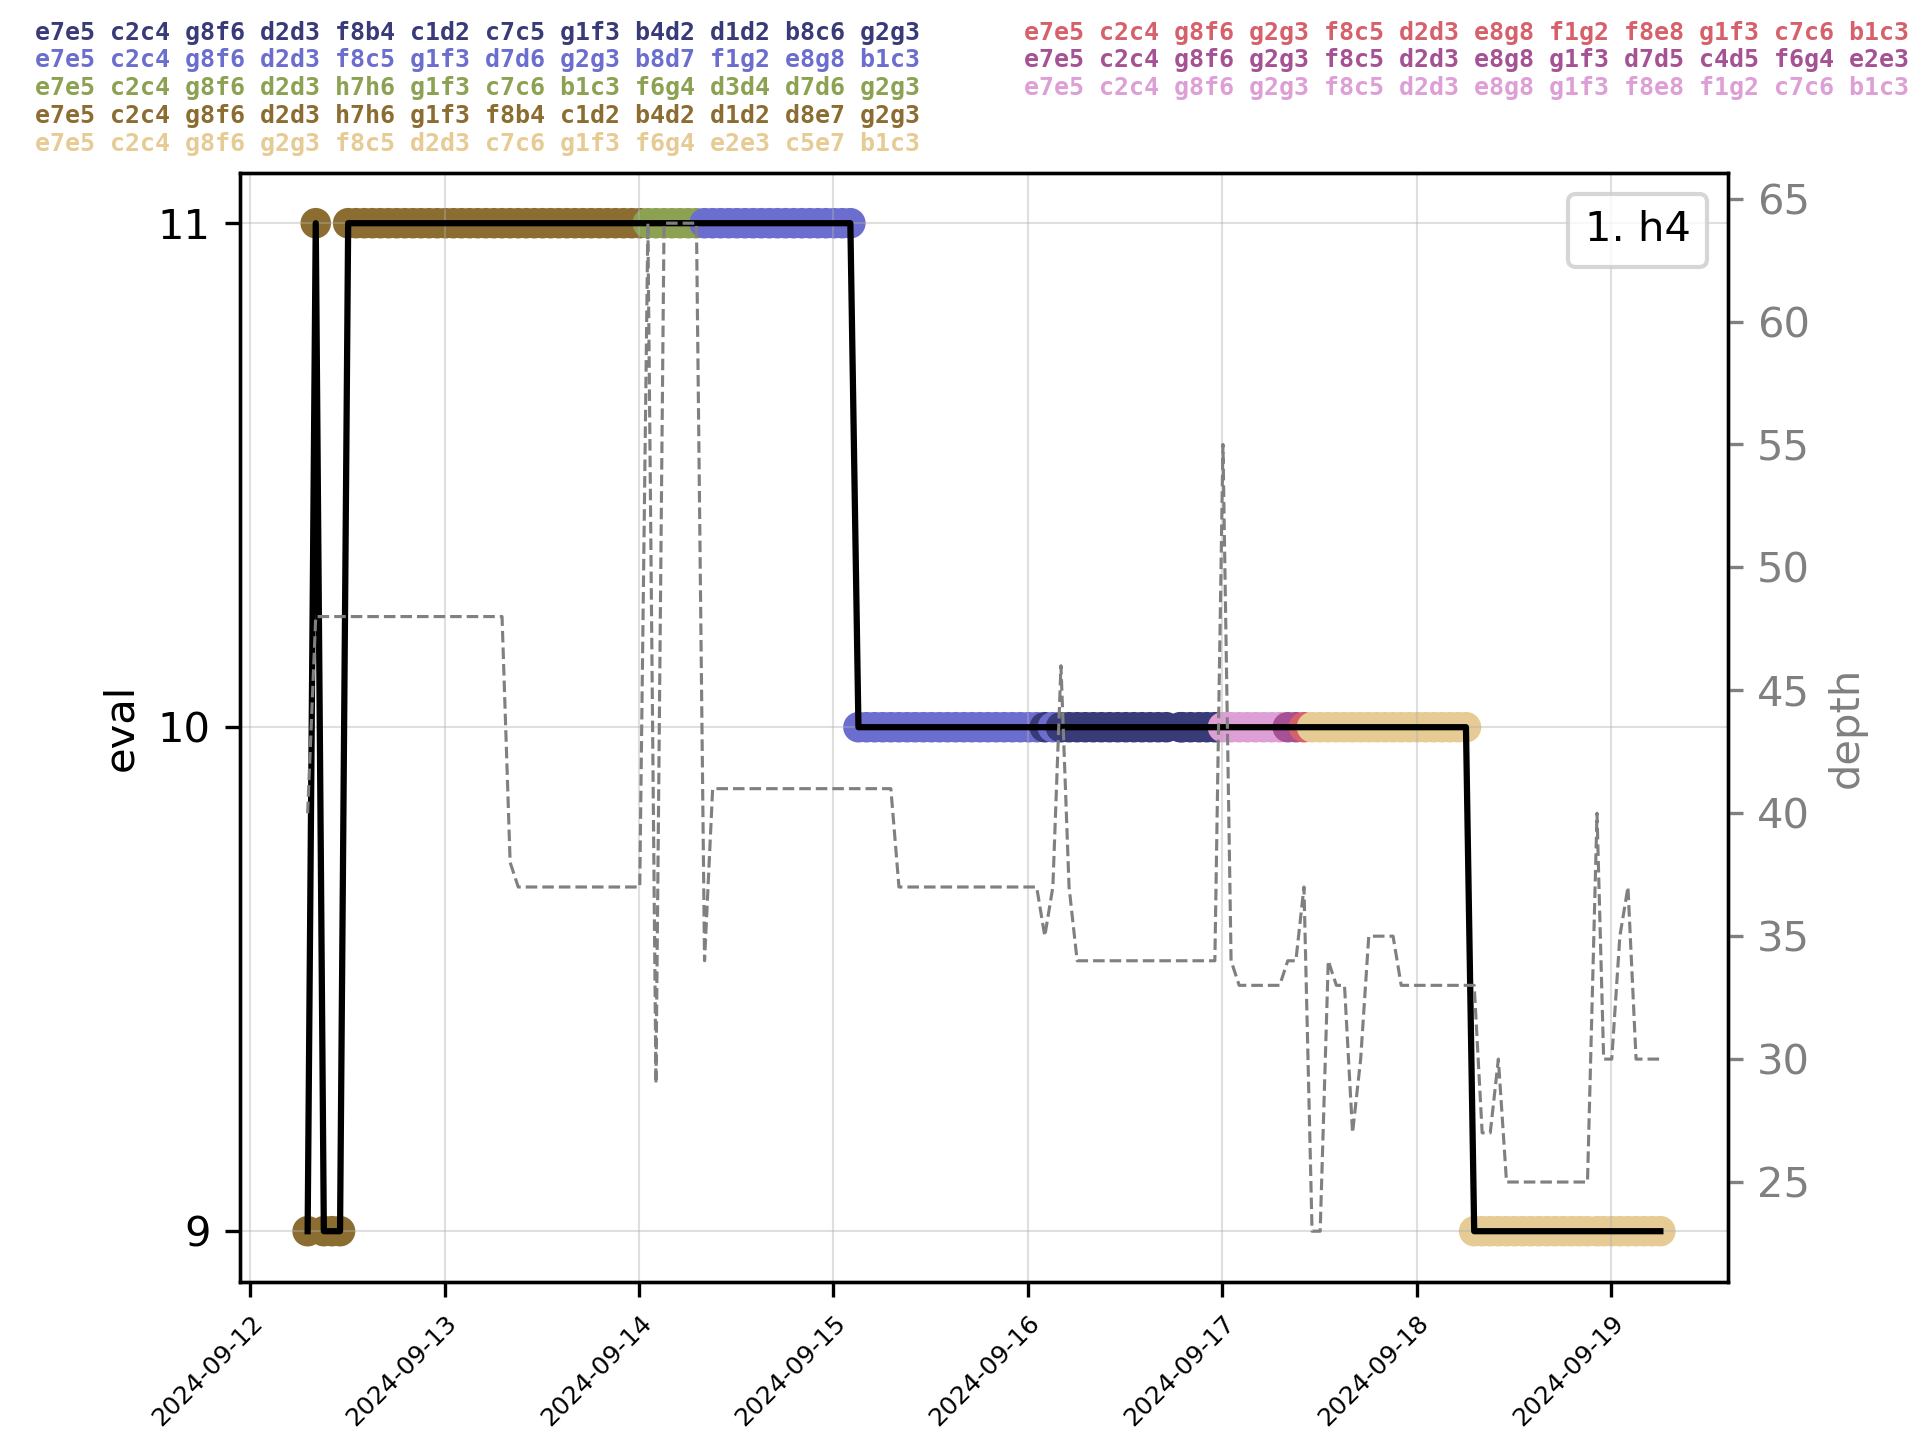 e7e5 c2c4 g8f6 d2d3 f8b4 c1d2 c7c5 g1f3 b4d2 d1d2 b8c6 g2g3
e7e5 c2c4 g8f6 d2d3 f8c5 g1f3 d7d6 g2g3 b8d7 f1g2 e8g8 b1c3
e7e5 c2c4 g8f6 d2d3 h7h6 g1f3 c7c6 b1c3 f6g4 d3d4 d7d6 g2g3
e7e5 c2c4 g8f6 d2d3 h7h6 g1f3 f8b4 c1d2 b4d2 d1d2 d8e7 g2g3
e7e5 c2c4 g8f6 g2g3 f8c5 d2d3 c7c6 g1f3 f6g4 e2e3 c5e7 b1c3
e7e5 c2c4 g8f6 g2g3 f8c5 d2d3 e8g8 f1g2 f8e8 g1f3 c7c6 b1c3
e7e5 c2c4 g8f6 g2g3 f8c5 d2d3 e8g8 g1f3 d7d5 c4d5 f6g4 e2e3
e7e5 c2c4 g8f6 g2g3 f8c5 d2d3 e8g8 g1f3 f8e8 f1g2 c7c6 b1c3
1. h4
11
10
9
eval
65
60
55
50
45
40
35
30
25
depth
2024-09-12
2024-09-13
2024-09-14
2024-09-15
2024-09-16
2024-09-17
2024-09-18
2024-09-19